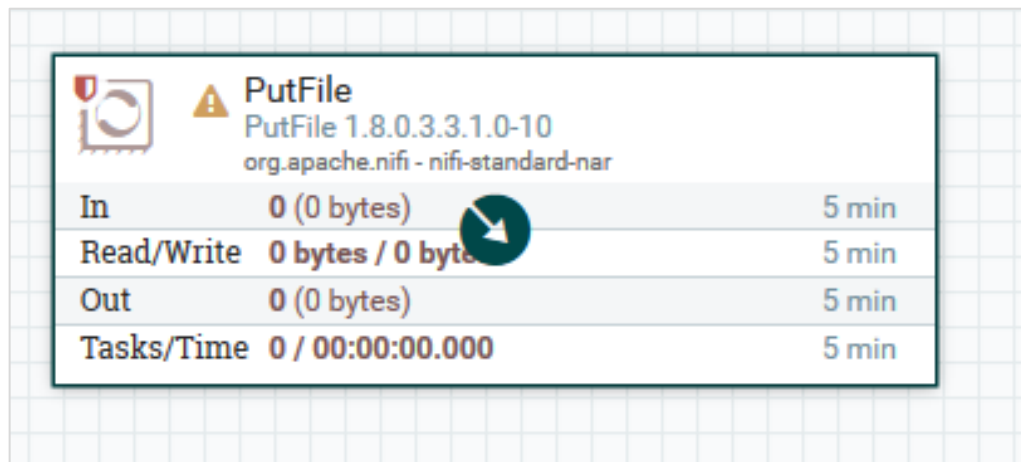 PutFile
PutFile 1.8.0.3.3.1.0-10
org.apache.nifi - nifi-standard-nar
In 0 (0 bytes) 5 min
Read/Write 0 bytes / 0 byte 5 min
Out 0 (0 bytes) 5 min
Tasks/Time 0 / 00:00:00.000 5 min